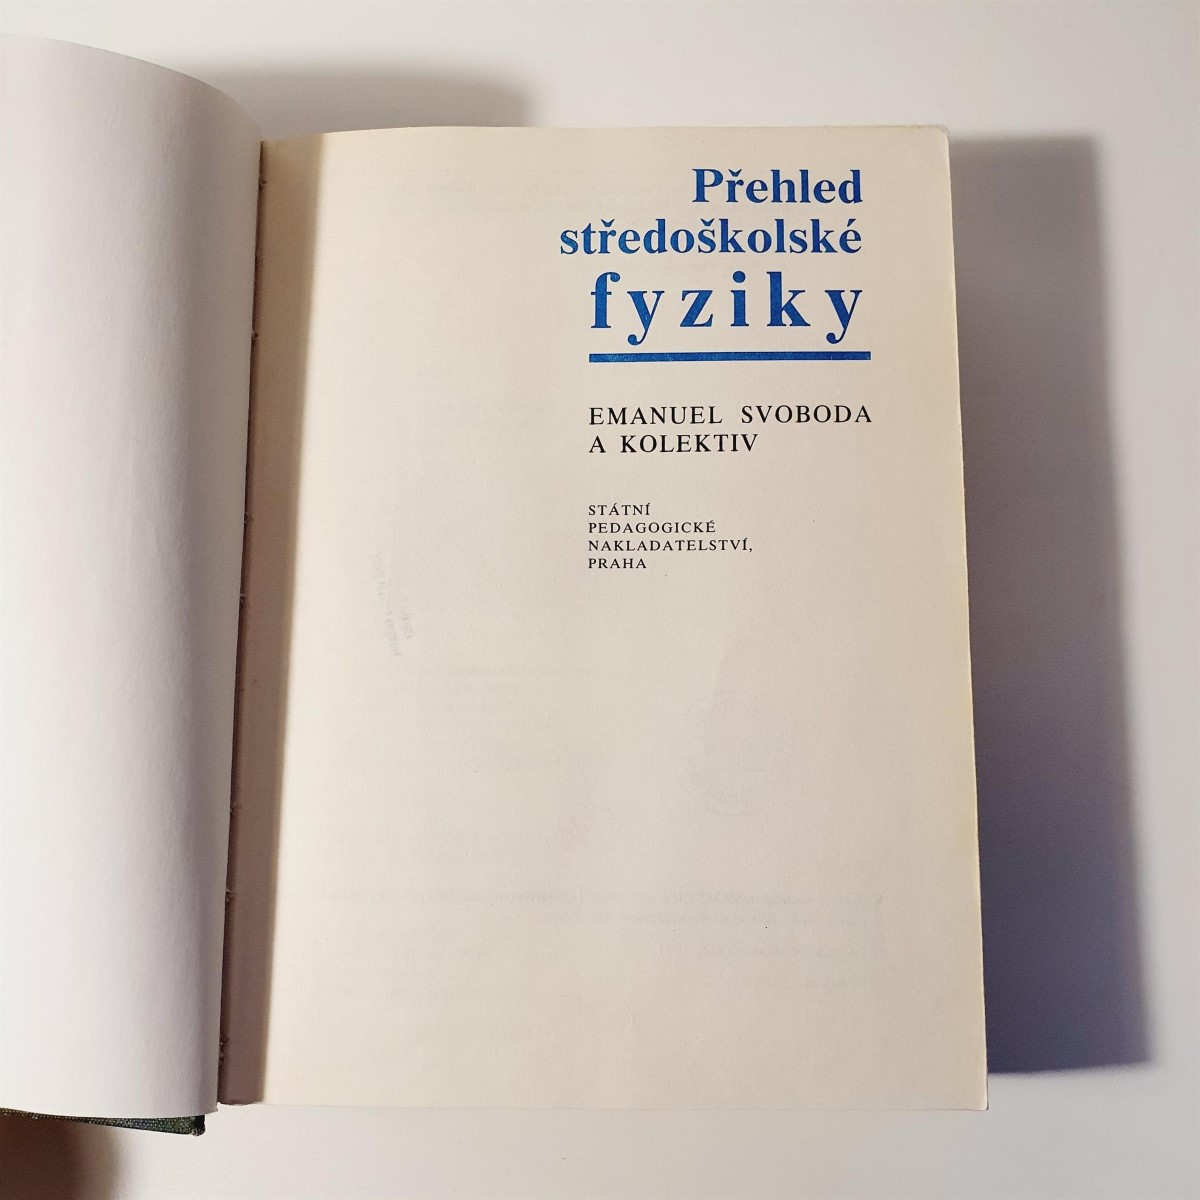 Přehled
středoškolské
fyziky
EMANUEL SVOBODA
A KOLEKTIV
STÁTNÍ
PEDAGOGICKÉ
NAKLADATELSTVÍ,
PRAHA